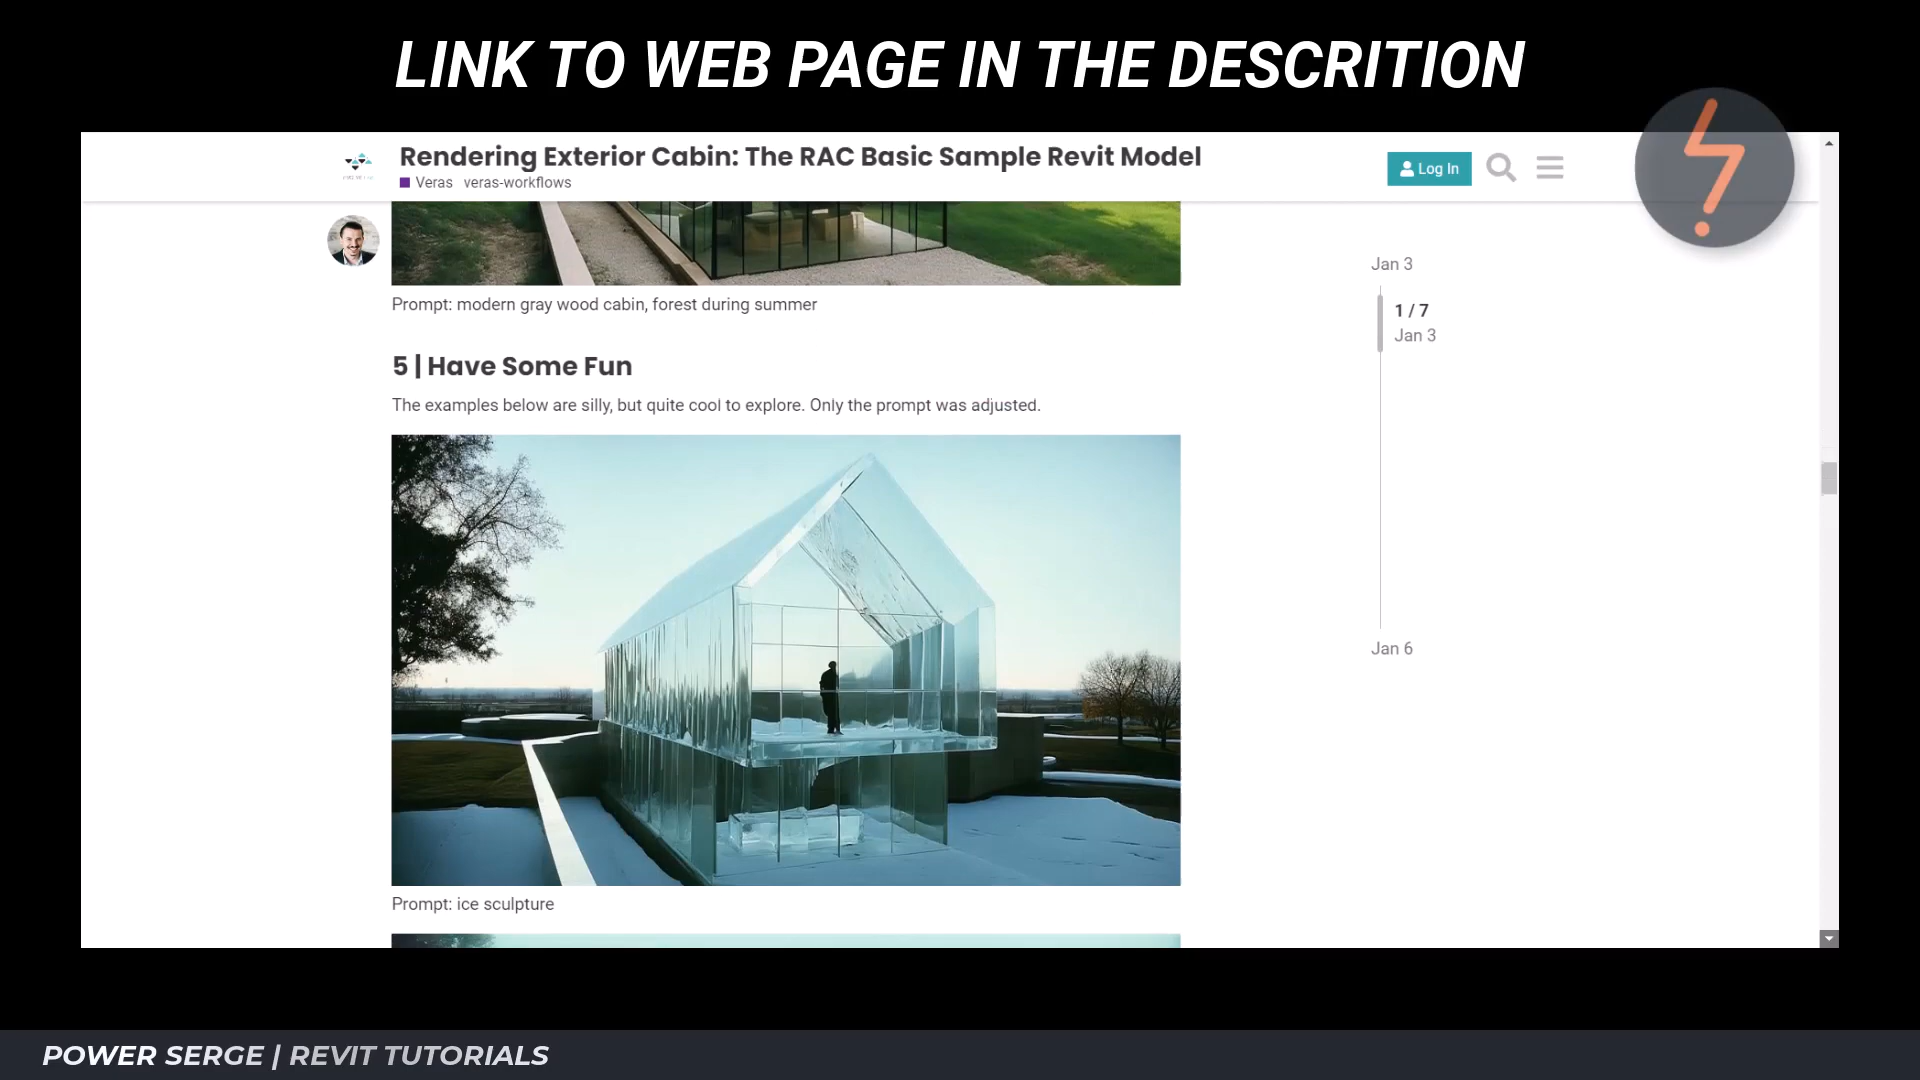 LINK TO WEB PAGE IN THE DESCRITION
Rendering Exterior Cabin: The RAC Basic Sample Revit Model
Veras veras-workflows
Log In
Prompt: modern gray wood cabin, forest during summer
5 | Have Some Fun
The examples below are silly, but quite cool to explore. Only the prompt was adjusted.
Prompt: ice sculpture
Jan 3
1 / 7
Jan 3
Jan 6
POWER SERGE | REVIT TUTORIALS